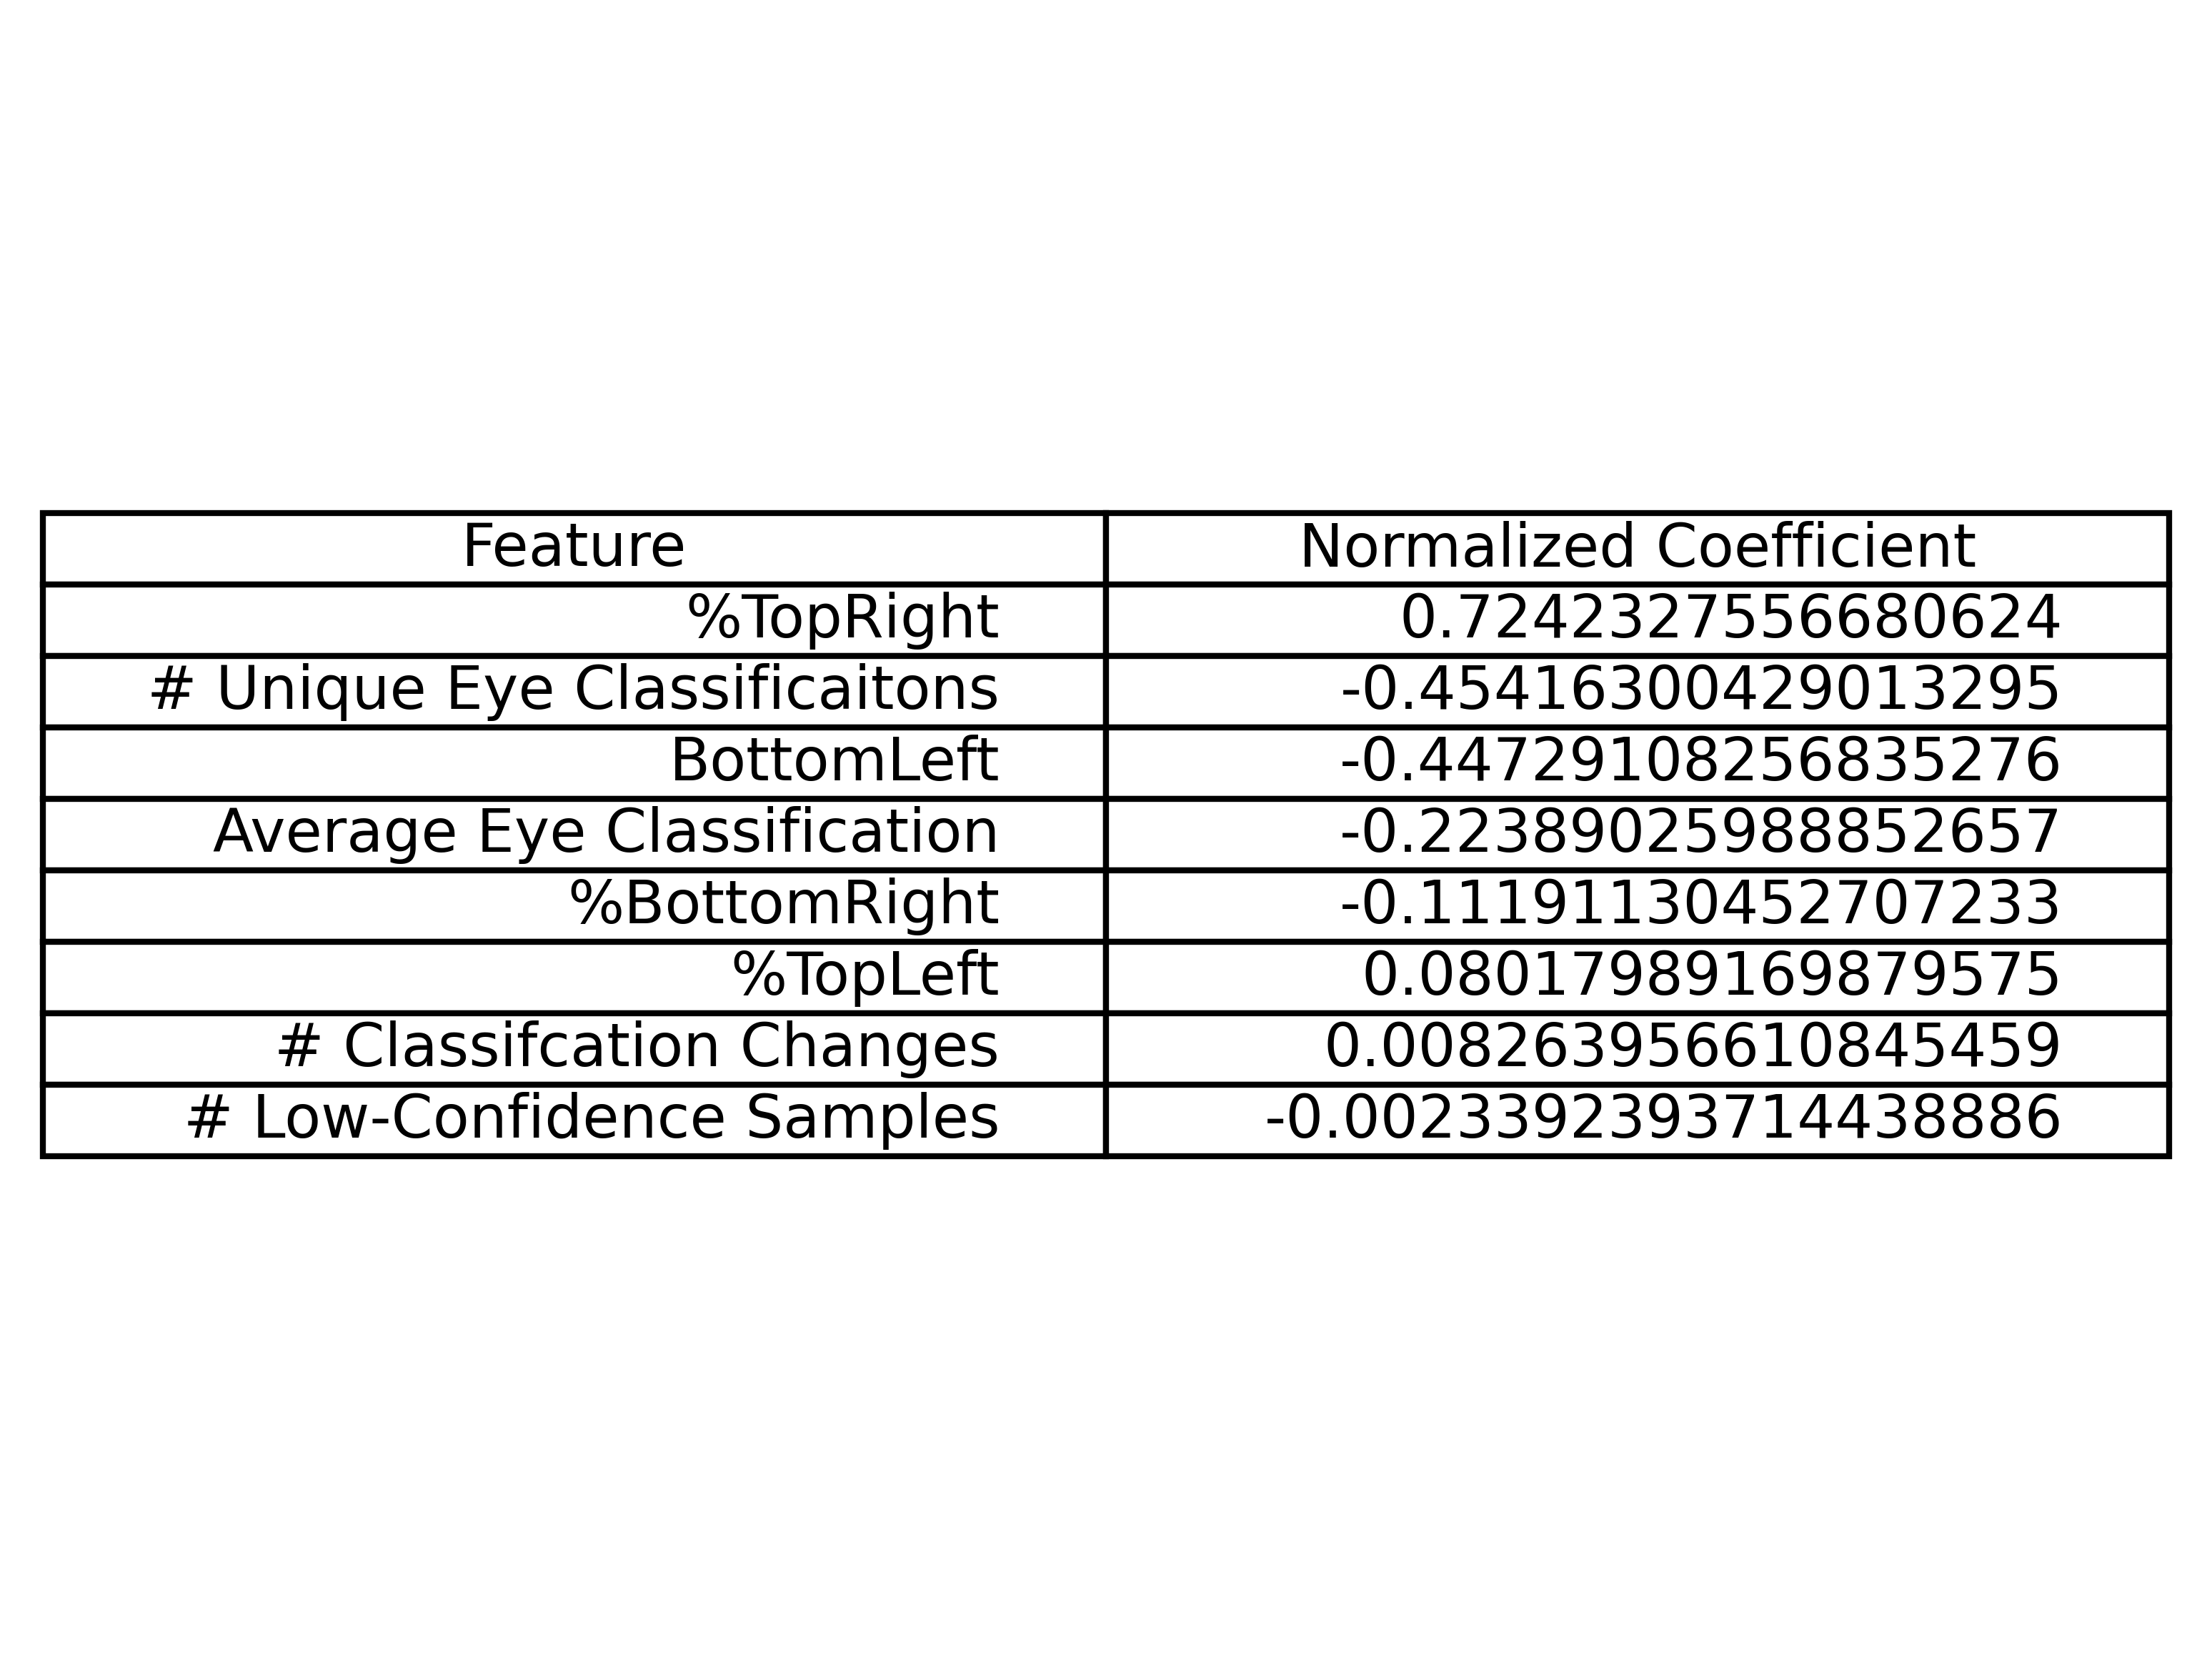 Feature Normalized Coefficient
%TopRight 0.7242327556680624
# Unique Eye Classificaitons -0.45416300429013295
BottomLeft -0.44729108256835276
Average Eye Classification -0.22389025988852657
%BottomRight -0.11191130452707233
%TopLeft 0.08017989169879575
# Classifcation Changes 0.008263956610845459
# Low-Confidence Samples -0.0023392393714438886